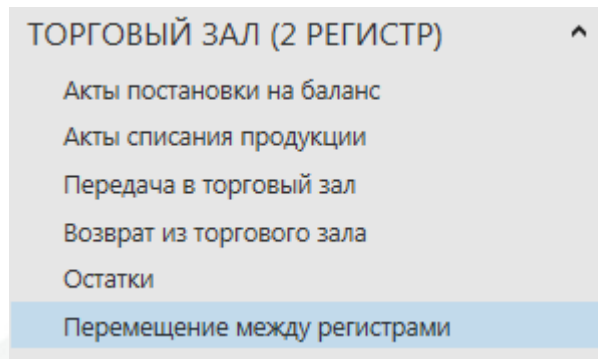 ТОРГОВЫЙ ЗАЛ (2 РЕГИСТР)
Акты постановки на баланс
Акты списания продукции
Передача в торговый зал
Возврат из торгового зала
Остатки
Перемещение между регистрами